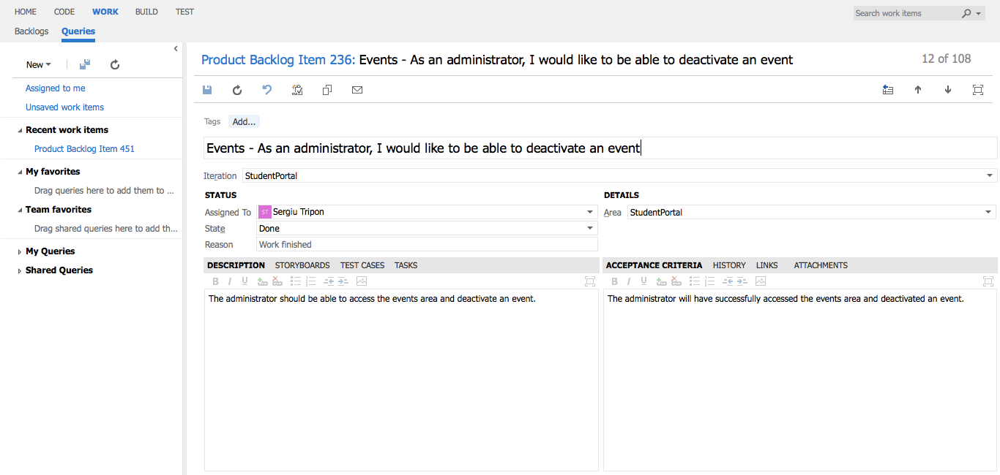 HOME CODE WORK BUILD TEST
Search work items
Backlogs Queries
New
Assigned to me
Unsaved work items
Recent work items
Product Backlog Item 451
My favorites
Drag queries here to add them to ...
Team favorites
Drag shared queries here to add th...
My Queries
Shared Queries
Product Backlog Item 236: Events - As an administrator, I would like to be able to deactivate an event
12 of 108
Tags Add...
Events - As an administrator, I would like to be able to deactivate an event
Iteration StudentPortal
STATUS
Assigned To ST Sergiu Tripon
State Done
Reason Work finished
DETAILS
Area StudentPortal
DESCRIPTION STORYBOARDS TEST CASES TASKS
B I U
The administrator should be able to access the events area and deactivate an event.
ACCEPTANCE CRITERIA HISTORY LINKS ATTACHMENTS
B I U
The administrator will have successfully accessed the events area and deactivated an event.